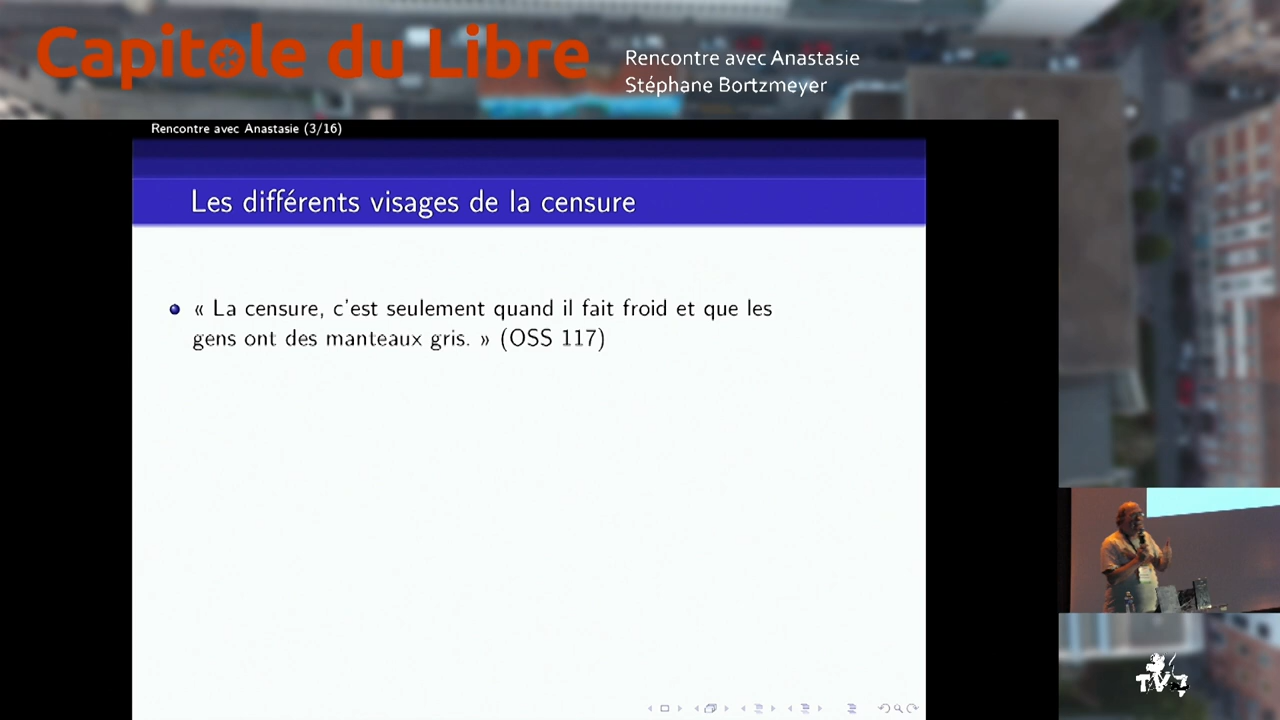 Capitole du Libre
Rencontre avec Anastasie
Stéphane Bortzmeyer
Rencontre avec Anastasie (3/16)
Les différents visages de la censure
« La censure, c'est seulement quand il fait froid et que les
gens ont des manteaux gris. » (OSS 117)
TV7